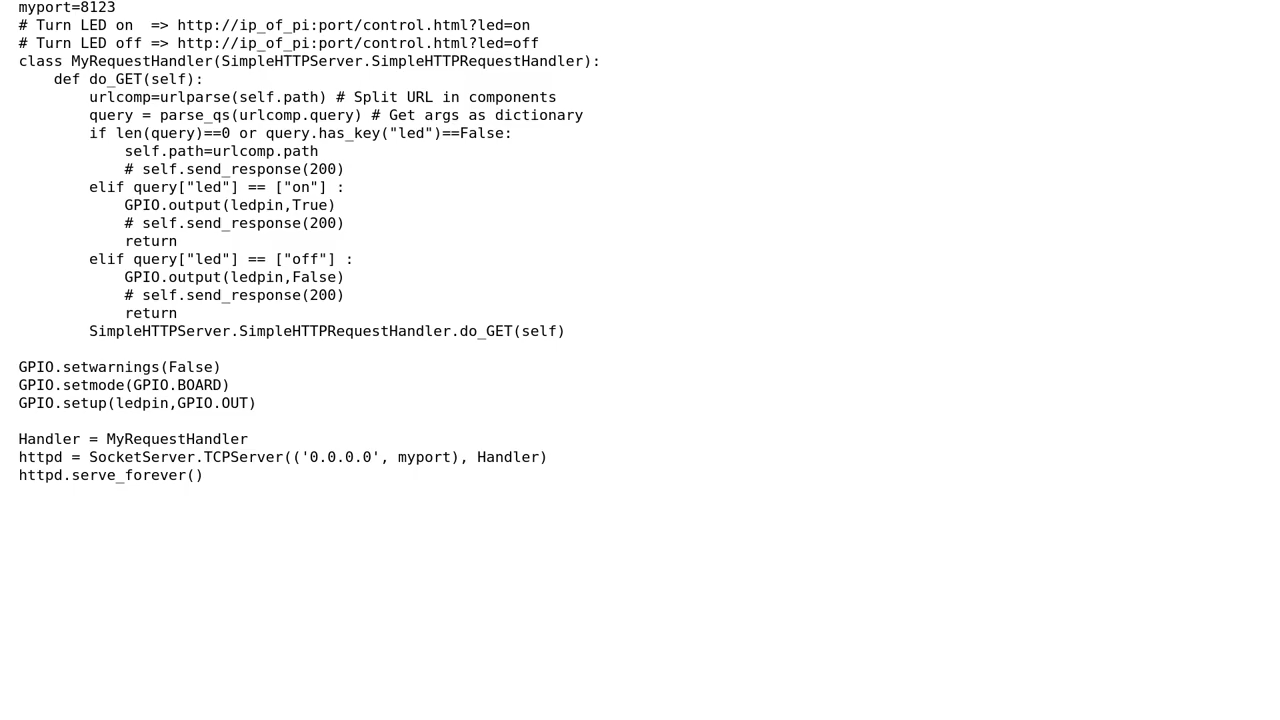 myport=8123
# Turn LED on  => http://ip_of_pi:port/control.html?led=on
# Turn LED off => http://ip_of_pi:port/control.html?led=off
class MyRequestHandler(SimpleHTTPServer.SimpleHTTPRequestHandler):
    def do_GET(self):
        urlcomp=urlparse(self.path) # Split URL in components
        query = parse_qs(urlcomp.query) # Get args as dictionary
        if len(query)==0 or query.has_key("led")==False:
            self.path=urlcomp.path
            # self.send_response(200)
        elif query["led"] == ["on"] :
            GPIO.output(ledpin,True)
            # self.send_response(200)
            return
        elif query["led"] == ["off"] :
            GPIO.output(ledpin,False)
            # self.send_response(200)
            return
        SimpleHTTPServer.SimpleHTTPRequestHandler.do_GET(self)

GPIO.setwarnings(False)
GPIO.setmode(GPIO.BOARD)
GPIO.setup(ledpin,GPIO.OUT)

Handler = MyRequestHandler
httpd = SocketServer.TCPServer(('0.0.0.0', myport), Handler)
httpd.serve_forever()